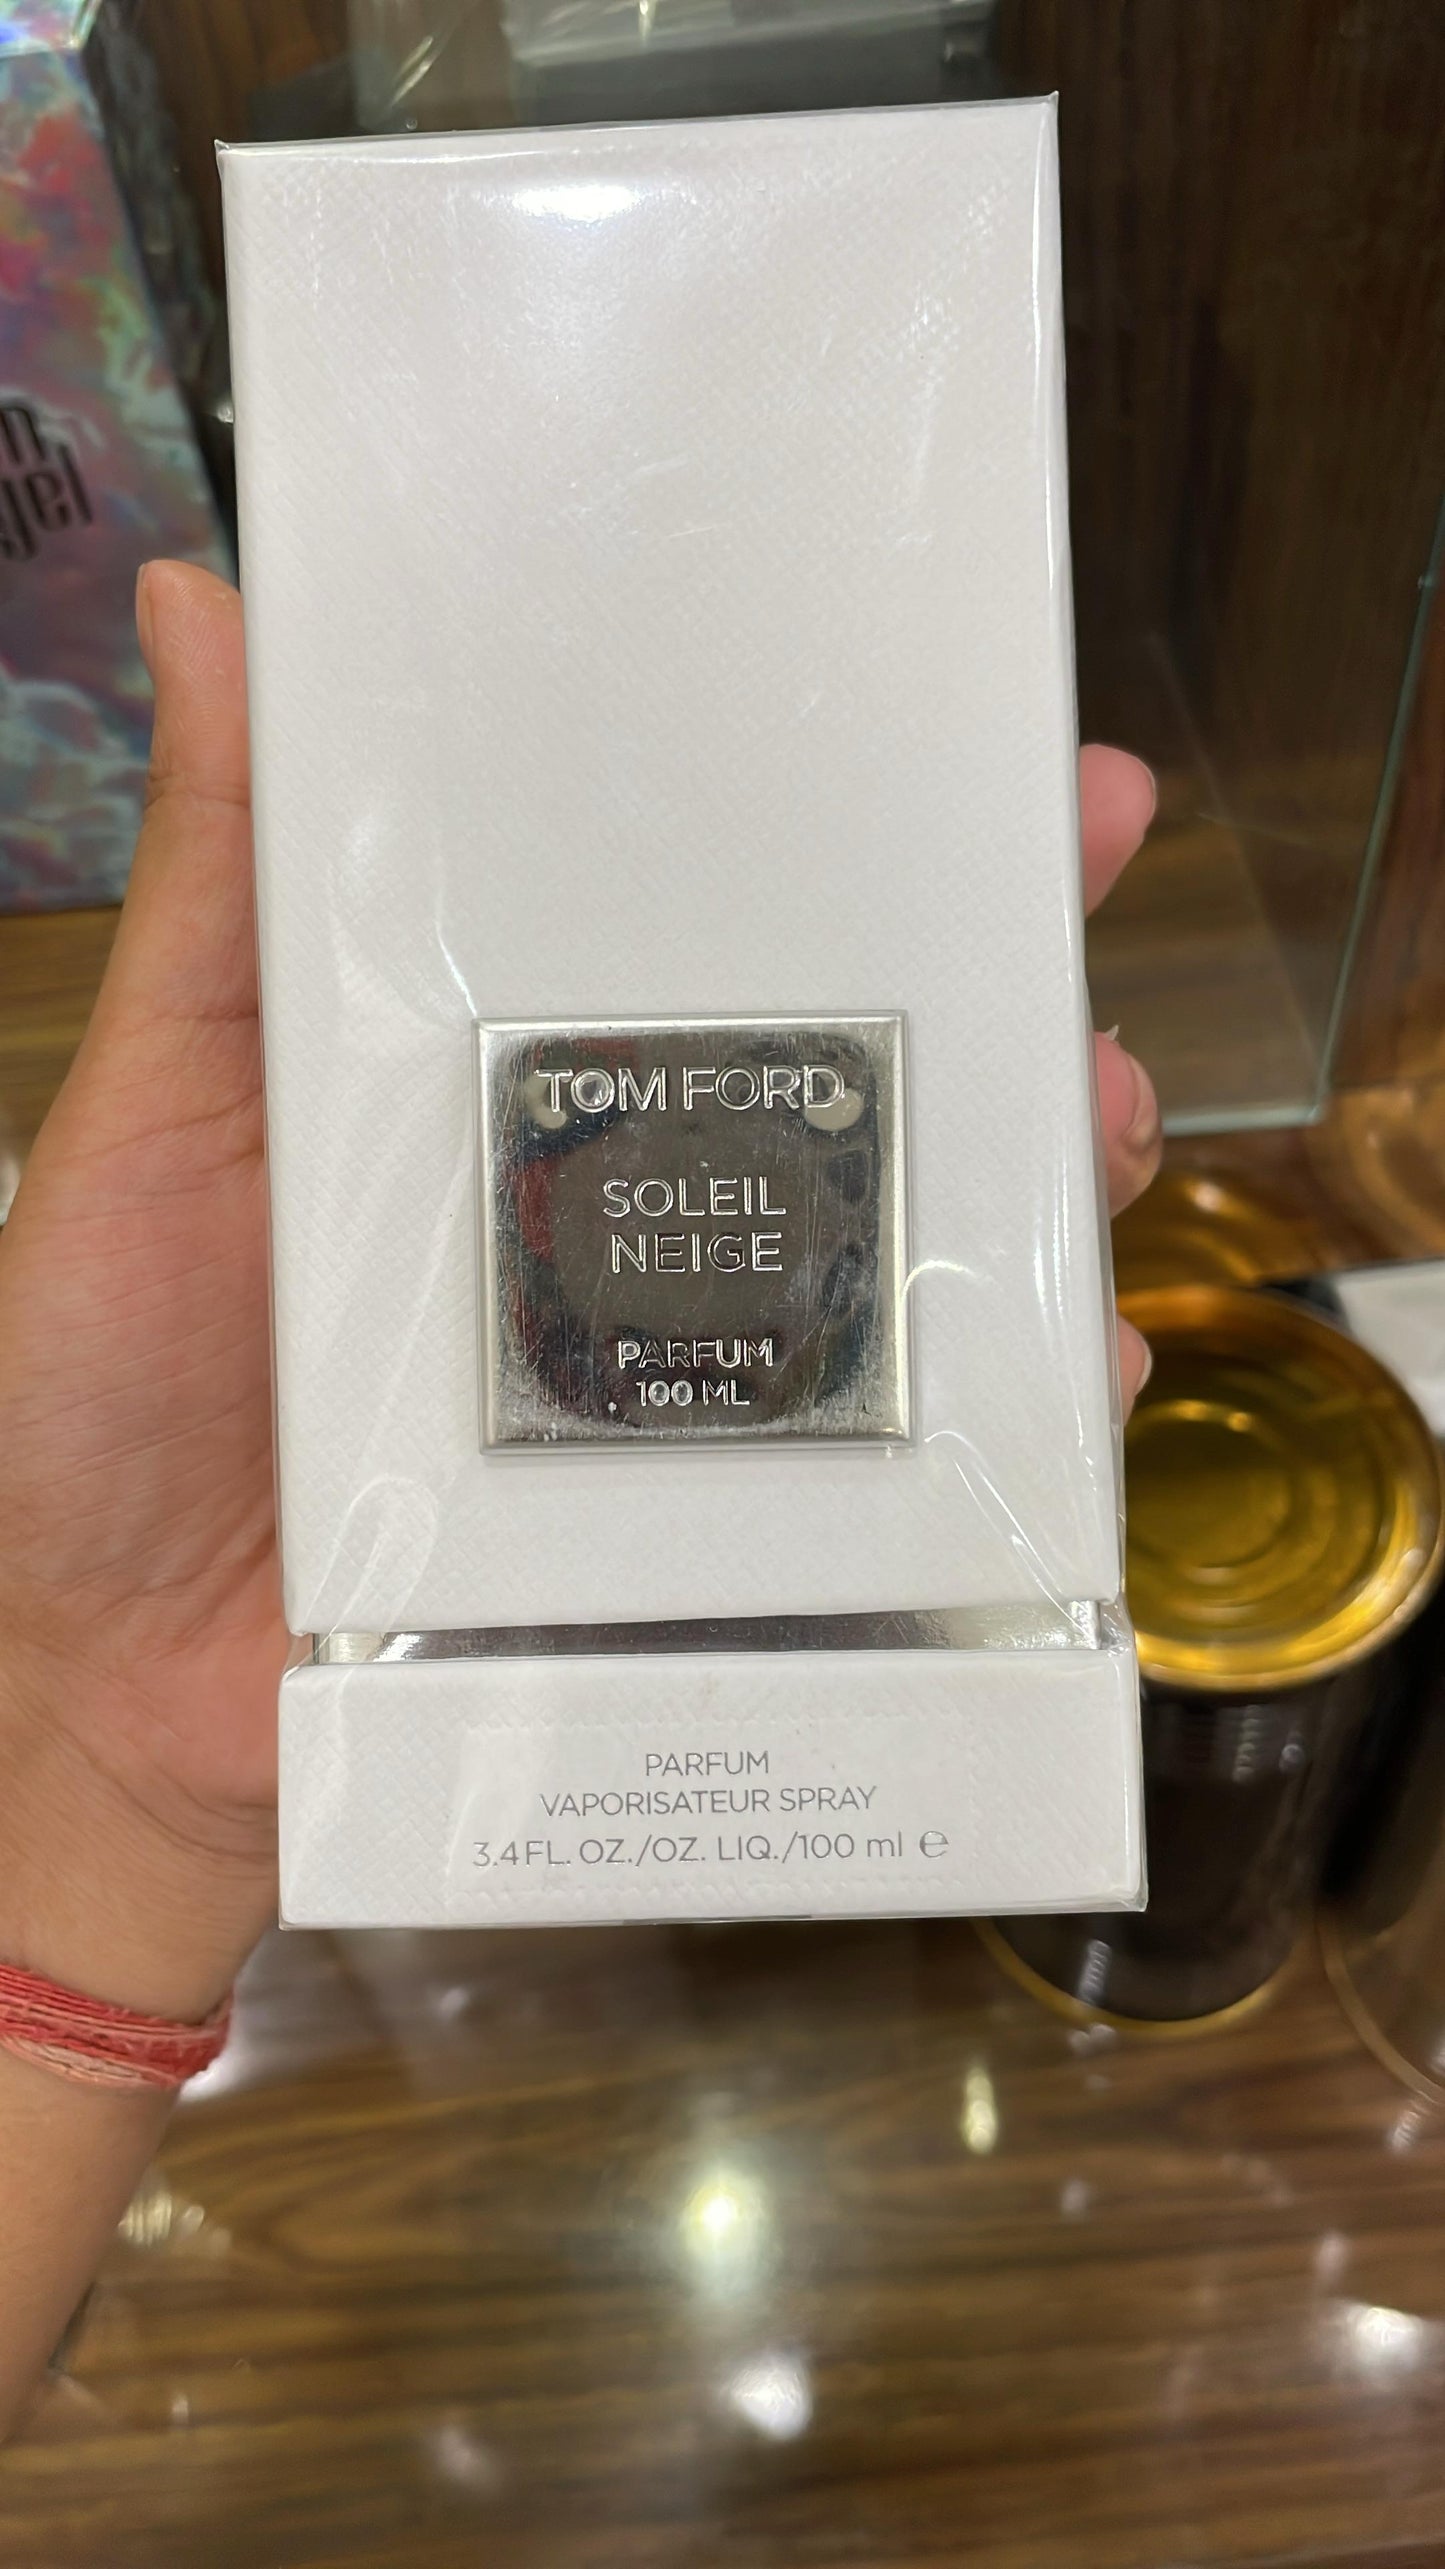 TOM FORD
SOLEIL
NEIGE
PARFUM
100 ML
PARFUM
VAPORISATEUR SPRAY
3.4 FL. OZ./OZ. LIQ./100 ml ℮